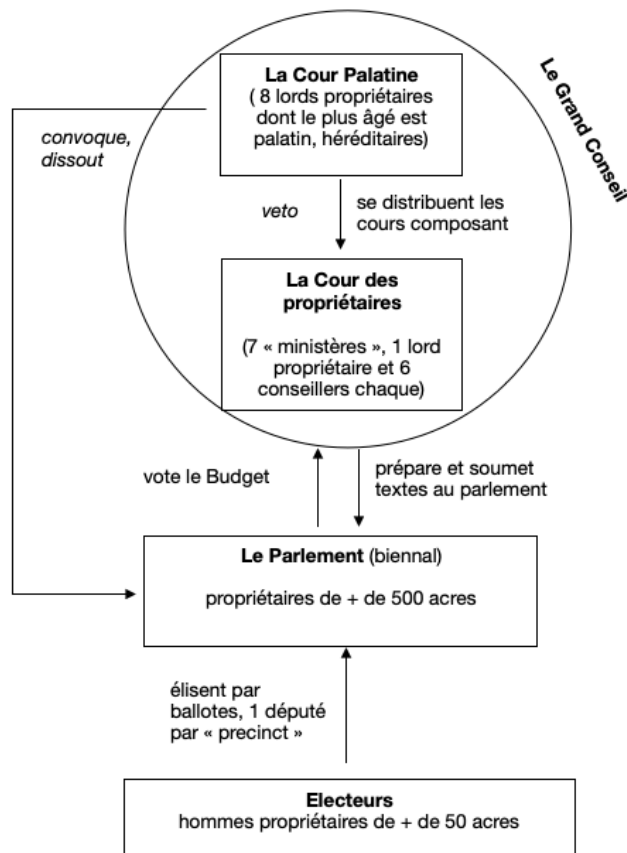 La Cour Palatine
( 8 lords propriétaires
dont le plus âgé est
palatin, héréditaires)
Le Grand Conseil
convoque,
dissout
veto
se distribuent les
cours composant
La Cour des
propriétaires
(7 « ministères », 1 lord
propriétaire et 6
conseillers chaque)
vote le Budget
prépare et soumet
textes au parlement
Le Parlement (biennal)
propriétaires de + de 500 acres
élisent par
ballotes, 1 député
par « precinct »
Electeurs
hommes propriétaires de + de 50 acres